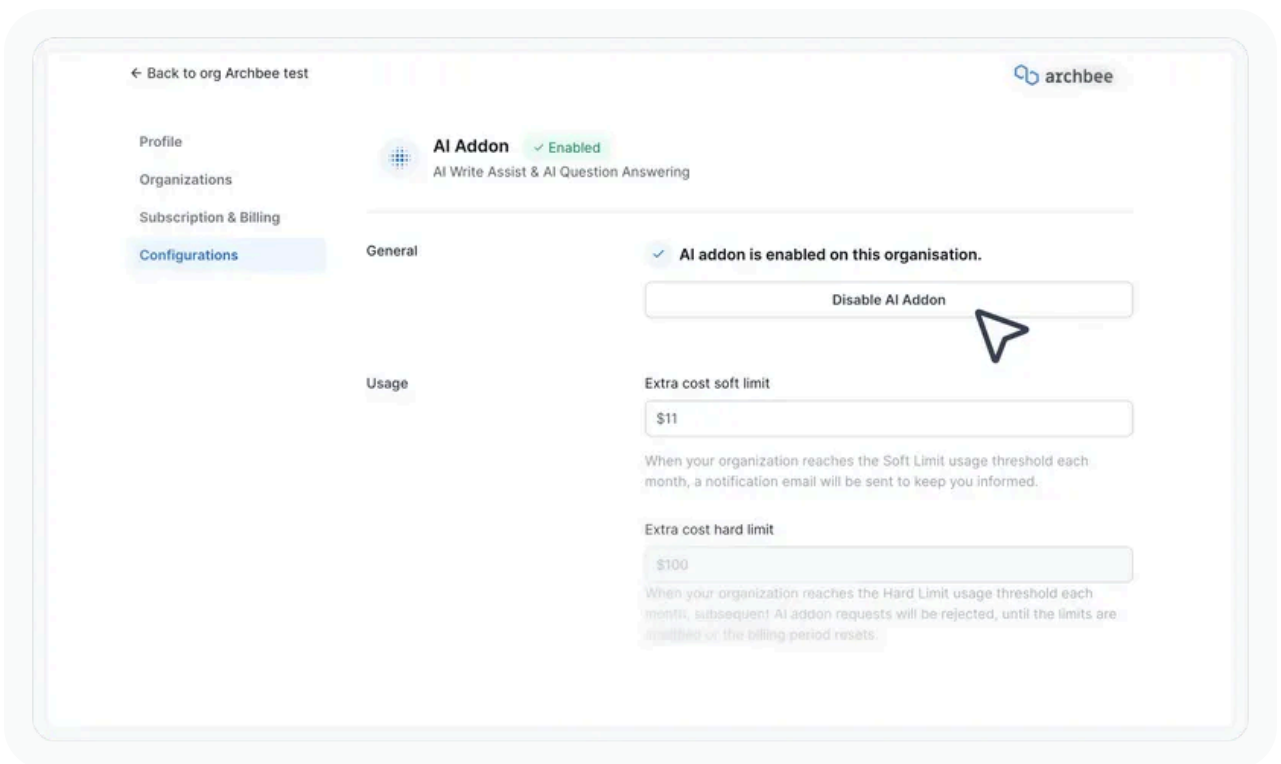 ← Back to org Archbee test
archbee
Profile
Organizations
Subscription & Billing
Configurations
AI Addon
✓ Enabled
AI Write Assist & AI Question Answering
General
AI addon is enabled on this organisation.
Disable AI Addon
Usage
Extra cost soft limit
$11
When your organization reaches the Soft Limit usage threshold each
month, a notification email will be sent to keep you informed.
Extra cost hard limit
$100
When your organization reaches the Hard Limit usage threshold each
month, subsequent AI addon requests will be rejected, until the limits are
or the billing period resets.